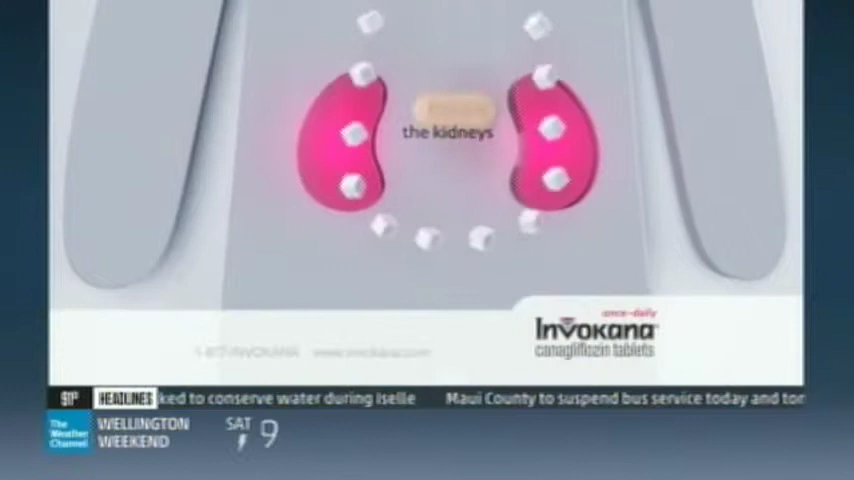 the kidneys
once-daily
Invokana
canagliflozin tablets
1-877-INVOKANA www.invokana.com
91° HEADLINES ked to conserve water during Iselle Maui County to suspend bus service today and tor
The Weather Channel
WELLINGTON WEEKEND
SAT 9